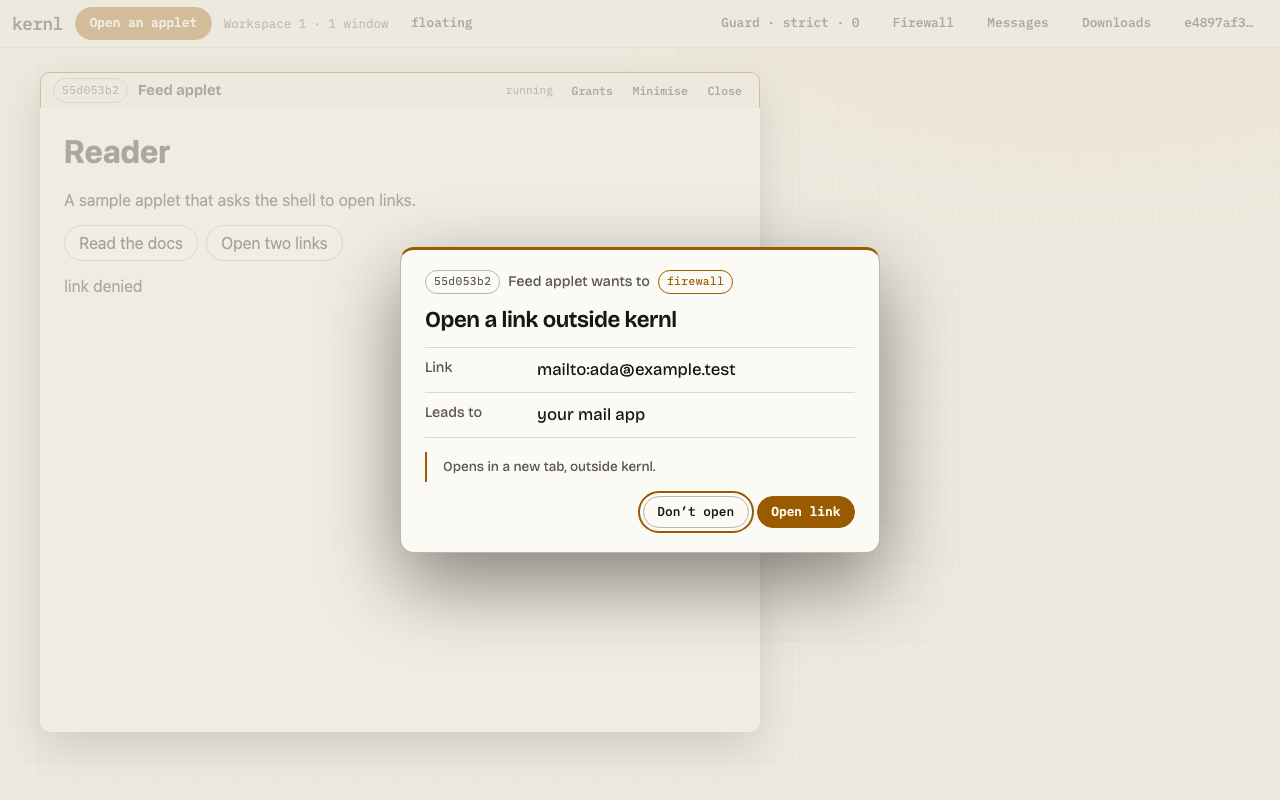 kernl Open an applet Workspace 1 · 1 window floating Guard · strict · 0 Firewall Messages Downloads e4897af3…
55d053b2 Feed applet running Grants Minimise Close
Reader
A sample applet that asks the shell to open links.
Read the docs Open two links
link denied
55d053b2 Feed applet wants to firewall
Open a link outside kernl
Link mailto:ada@example.test
Leads to your mail app
Opens in a new tab, outside kernl.
Don’t open Open link